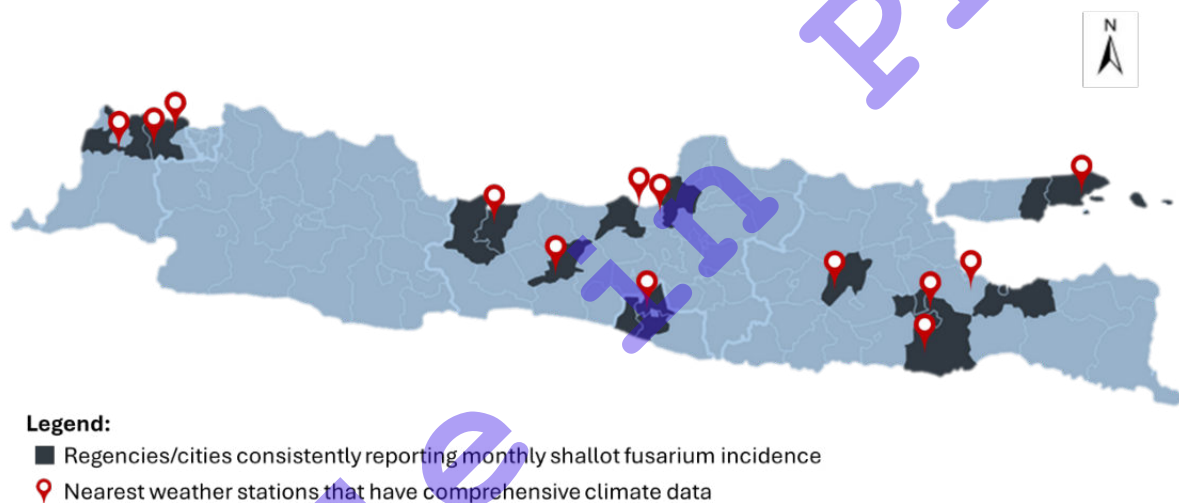 N
Legend:
Regencies/cities consistently reporting monthly shallot fusarium incidence
Nearest weather stations that have comprehensive climate data